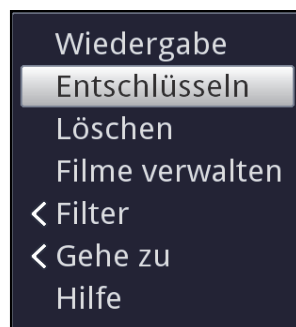 Wiedergabe
Entschlüsseln
Löschen
Filme verwalten
< Filter
< Gehe zu
Hilfe